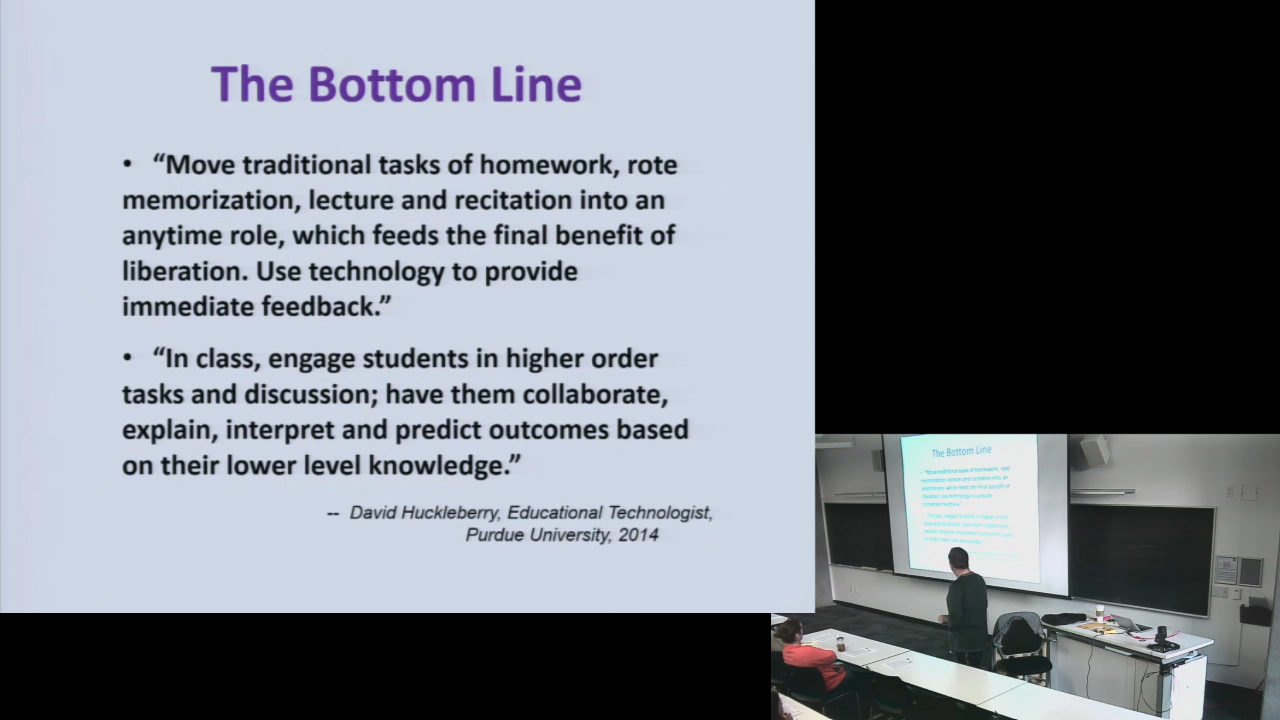 The Bottom Line
• “Move traditional tasks of homework, rote
memorization, lecture and recitation into an
anytime role, which feeds the final benefit of
liberation. Use technology to provide
immediate feedback.”
• “In class, engage students in higher order
tasks and discussion; have them collaborate,
explain, interpret and predict outcomes based
on their lower level knowledge.”
-- David Huckleberry, Educational Technologist,
Purdue University, 2014
The Bottom Line